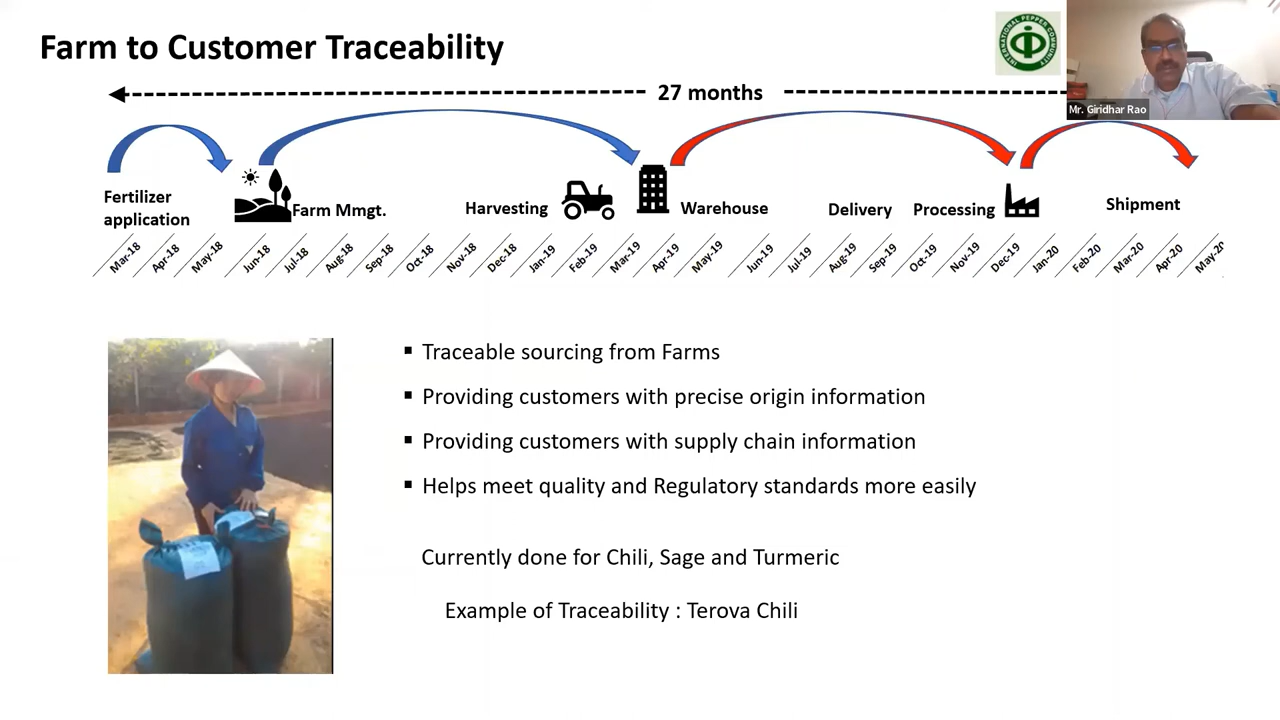 Farm to Customer Traceability
INTERNATIONAL PEPPER COMMUNITY
Mr. Giridhar Rao
27 months
Fertilizer
application
Farm Mmgt.
Harvesting
Warehouse
Delivery
Processing
Shipment
Mar-18
Apr-18
May-18
Jun-18
Jul-18
Aug-18
Sep-18
Oct-18
Nov-18
Dec-18
Jan-19
Feb-19
Mar-19
Apr-19
May-19
Jun-19
Jul-19
Aug-19
Sep-19
Oct-19
Nov-19
Dec-19
Jan-20
Feb-20
Mar-20
Apr-20
May-20
▪ Traceable sourcing from Farms
▪ Providing customers with precise origin information
▪ Providing customers with supply chain information
▪ Helps meet quality and Regulatory standards more easily
Currently done for Chili, Sage and Turmeric
Example of Traceability : Terova Chili